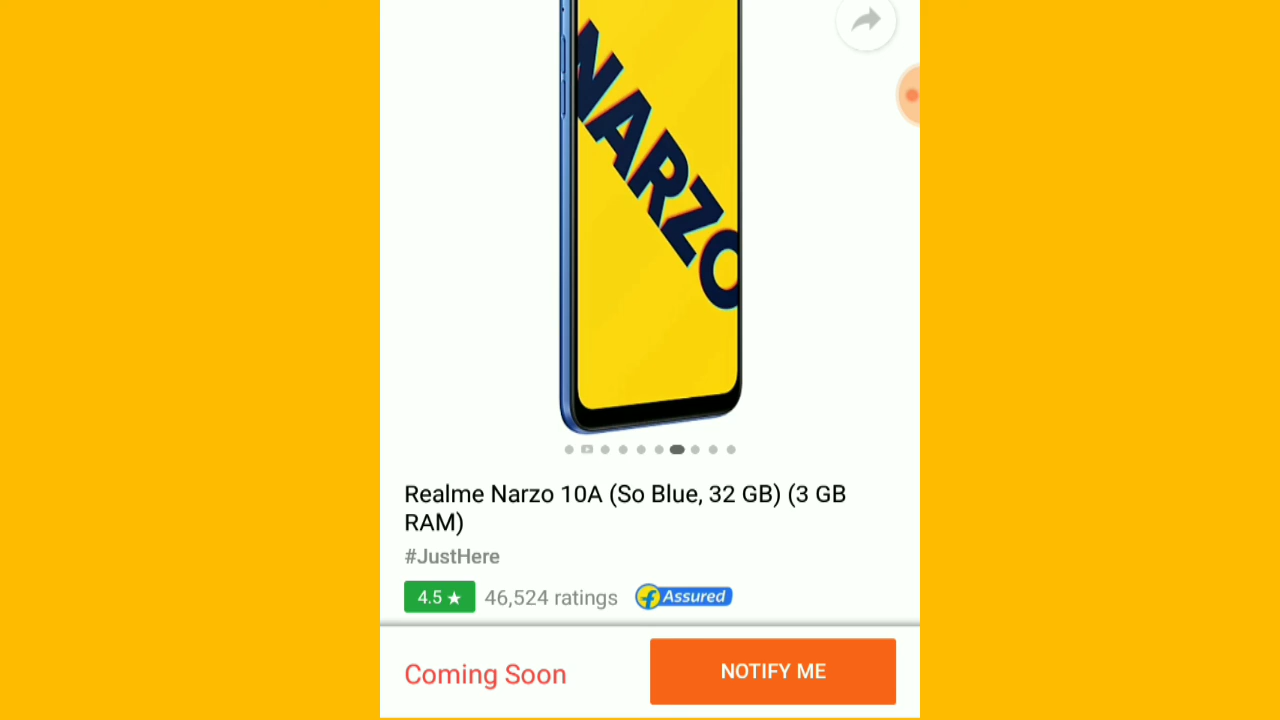 NARZO
Realme Narzo 10A (So Blue, 32 GB) (3 GB
RAM)
#JustHere
4.5 ★ 46,524 ratings f Assured
Coming Soon NOTIFY ME